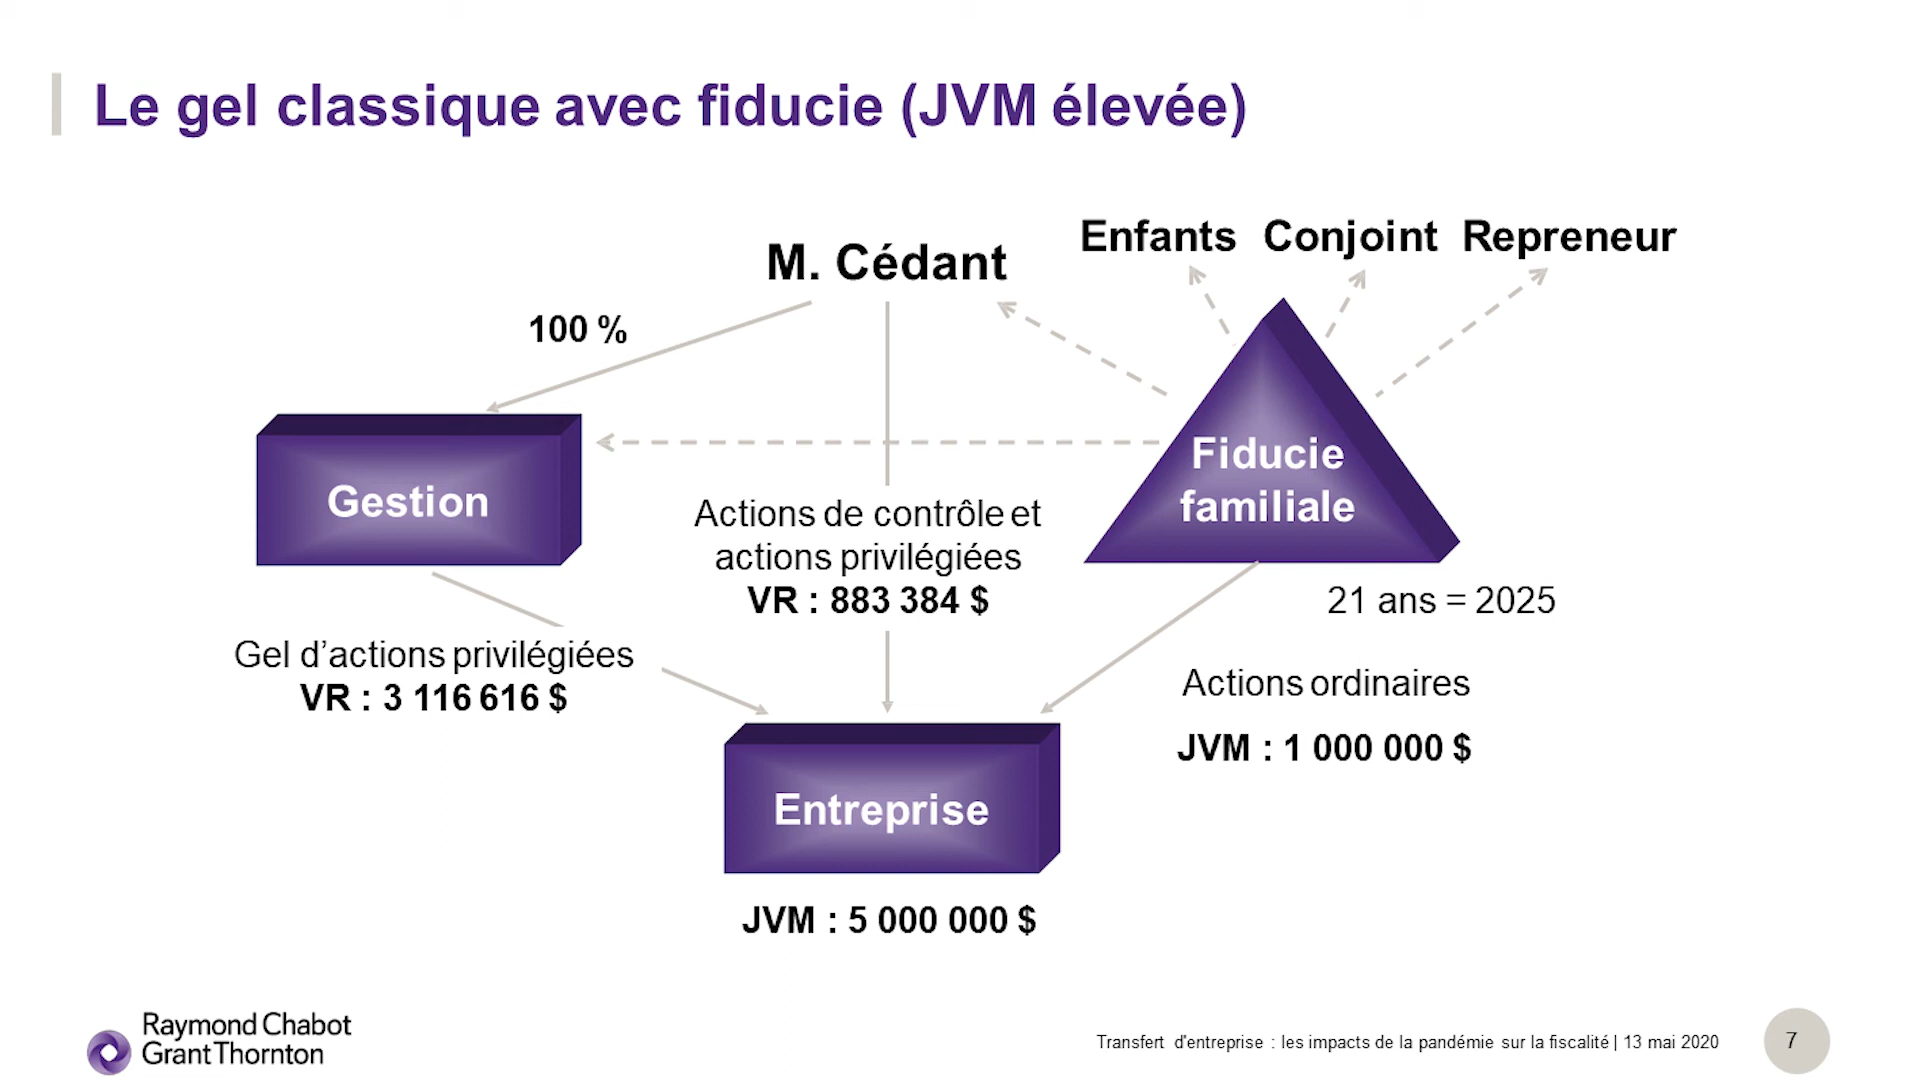 Le gel classique avec fiducie (JVM élevée)
Enfants Conjoint Repreneur
M. Cédant
100 %
Gestion
Fiducie
familiale
Actions de contrôle et
actions privilégiées
VR : 883 384 $
21 ans = 2025
Gel d’actions privilégiées
VR : 3 116 616 $
Actions ordinaires
JVM : 1 000 000 $
Entreprise
JVM : 5 000 000 $
Raymond Chabot
Grant Thornton
Transfert d'entreprise : les impacts de la pandémie sur la fiscalité | 13 mai 2020
7